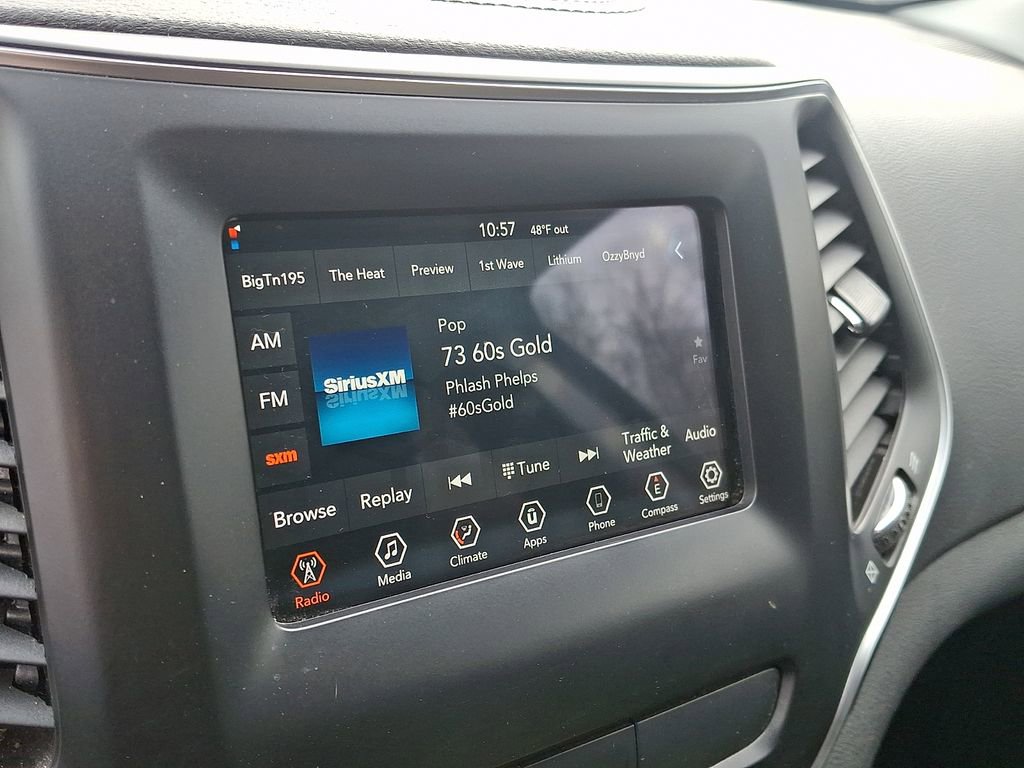 10:57 48°F out
BigTn195 The Heat Preview 1st Wave Lithium OzzyBnyd
AM
FM
sxm
SiriusXM
Pop
73 60s Gold
Phlash Phelps
#60sGold
Fav
Browse Replay Tune Traffic &
Weather Audio
Radio Media Climate Apps Phone Compass Settings
û
E